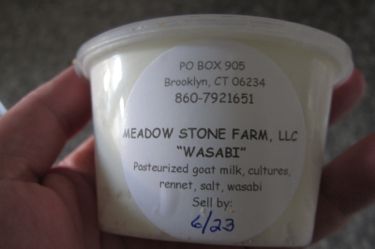 PO BOX 905
Brooklyn, CT 06234
860-7921651
MEADOW STONE FARM, LLC
"WASABI"
Pasteurized goat milk, cultures,
rennet, salt, wasabi
Sell by:
6/23